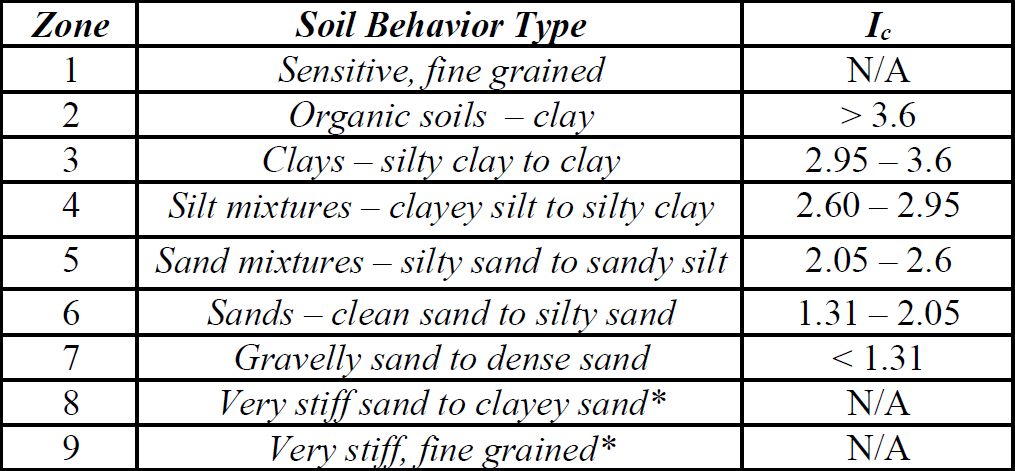 Zone Soil Behavior Type Ic
1 Sensitive, fine grained N/A
2 Organic soils – clay > 3.6
3 Clays – silty clay to clay 2.95 – 3.6
4 Silt mixtures – clayey silt to silty clay 2.60 – 2.95
5 Sand mixtures – silty sand to sandy silt 2.05 – 2.6
6 Sands – clean sand to silty sand 1.31 – 2.05
7 Gravelly sand to dense sand < 1.31
8 Very stiff sand to clayey sand* N/A
9 Very stiff, fine grained* N/A